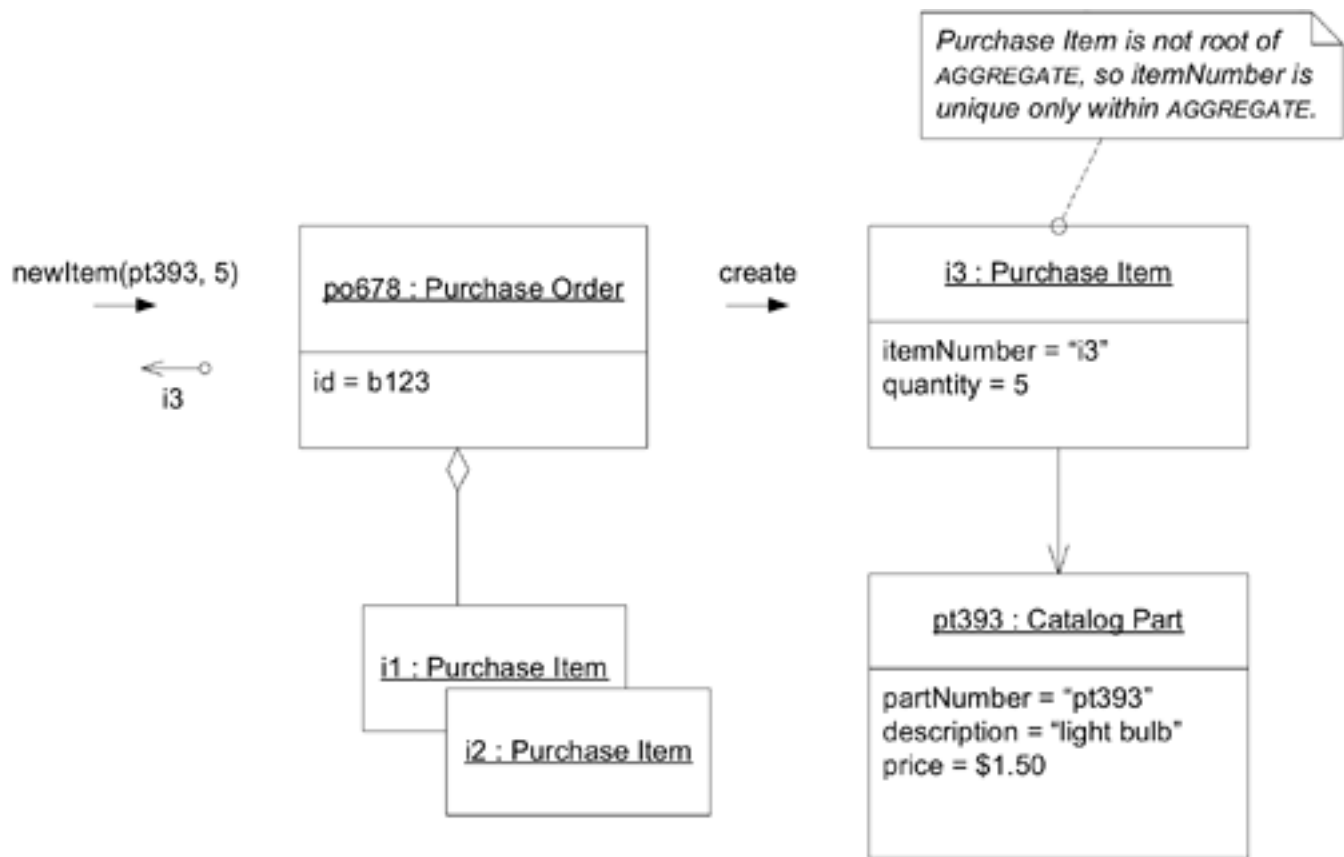 Purchase Item is not root of
AGGREGATE, so itemNumber is
unique only within AGGREGATE.
newItem(pt393, 5)
i3
po678 : Purchase Order
id = b123
create
i3 : Purchase Item
itemNumber = “i3”
quantity = 5
i1 : Purchase Item
i2 : Purchase Item
pt393 : Catalog Part
partNumber = “pt393”
description = “light bulb”
price = $1.50